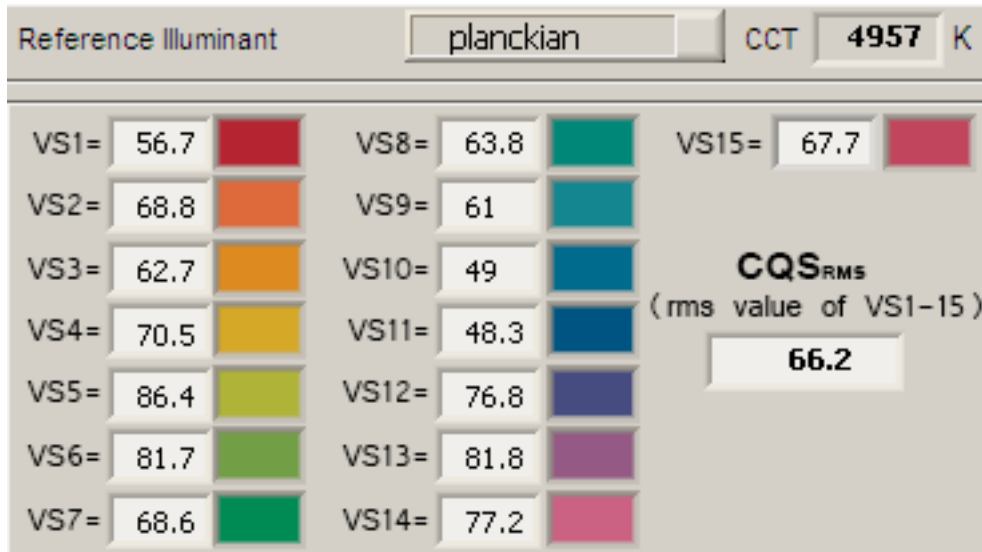 Reference Illuminant planckian CCT 4957 K
VS1= 56.7 VS8= 63.8 VS15= 67.7
VS2= 68.8 VS9= 61
VS3= 62.7 VS10= 49 CQSRMS
VS4= 70.5 VS11= 48.3 (rms value of VS1-15)
VS5= 86.4 VS12= 76.8 66.2
VS6= 81.7 VS13= 81.8
VS7= 68.6 VS14= 77.2